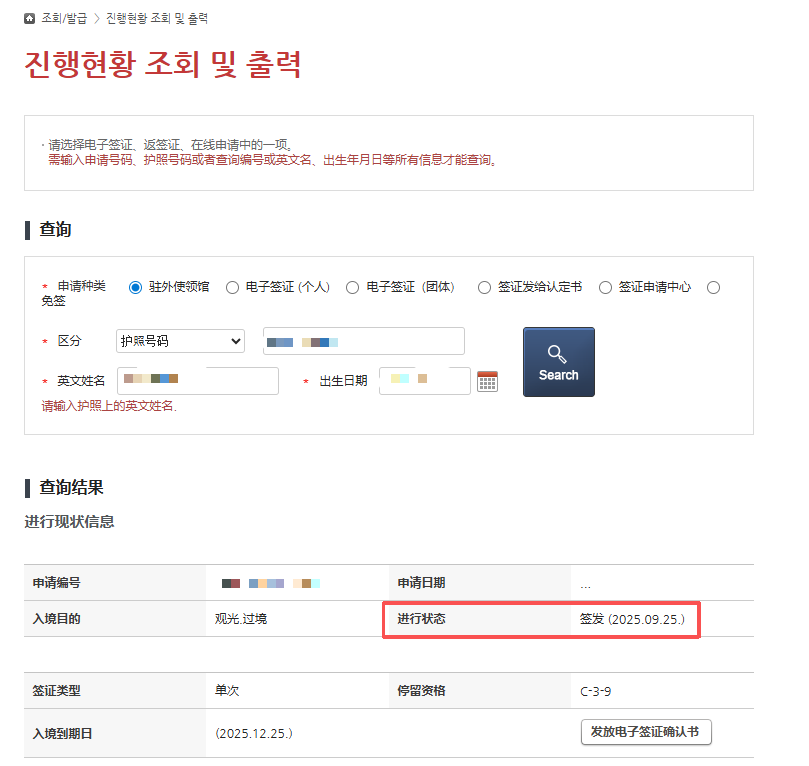 조회/발급 > 진행현황 조회 및 출력
진행현황 조회 및 출력
· 请选择电子签证、返签证、在线申请中的一项。
需输入申请号码、护照号码或者查询编号或英文名、出生年月日等所有信息才能查询。
查询
* 申请种类 驻外使领馆 电子签证 (个人) 电子签证（团体） 签证发给认定书 签证申请中心
免签
* 区分 护照号码
Search
* 英文姓名 * 出生日期
请输入护照上的英文姓名.
查询结果
进行现状信息
申请编号 申请日期 ...
入境目的 观光.过境 进行状态 签发 (2025.09.25.)
签证类型 单次 停留资格 C-3-9
入境到期日 (2025.12.25.) 发放电子签证确认书